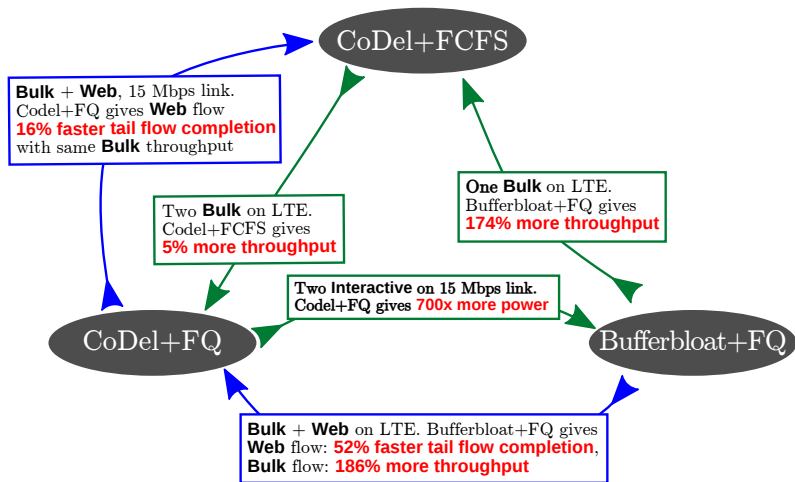 CoDel+FCFS
Bulk + Web, 15 Mbps link.
Codel+FQ gives Web flow
16% faster tail flow completion
with same Bulk throughput
Two Bulk on LTE.
Codel+FCFS gives
5% more throughput
One Bulk on LTE.
Bufferbloat+FQ gives
174% more throughput
Two Interactive on 15 Mbps link.
Codel+FQ gives 700x more power
CoDel+FQ
Bufferbloat+FQ
Bulk + Web on LTE. Bufferbloat+FQ gives
Web flow: 52% faster tail flow completion,
Bulk flow: 186% more throughput